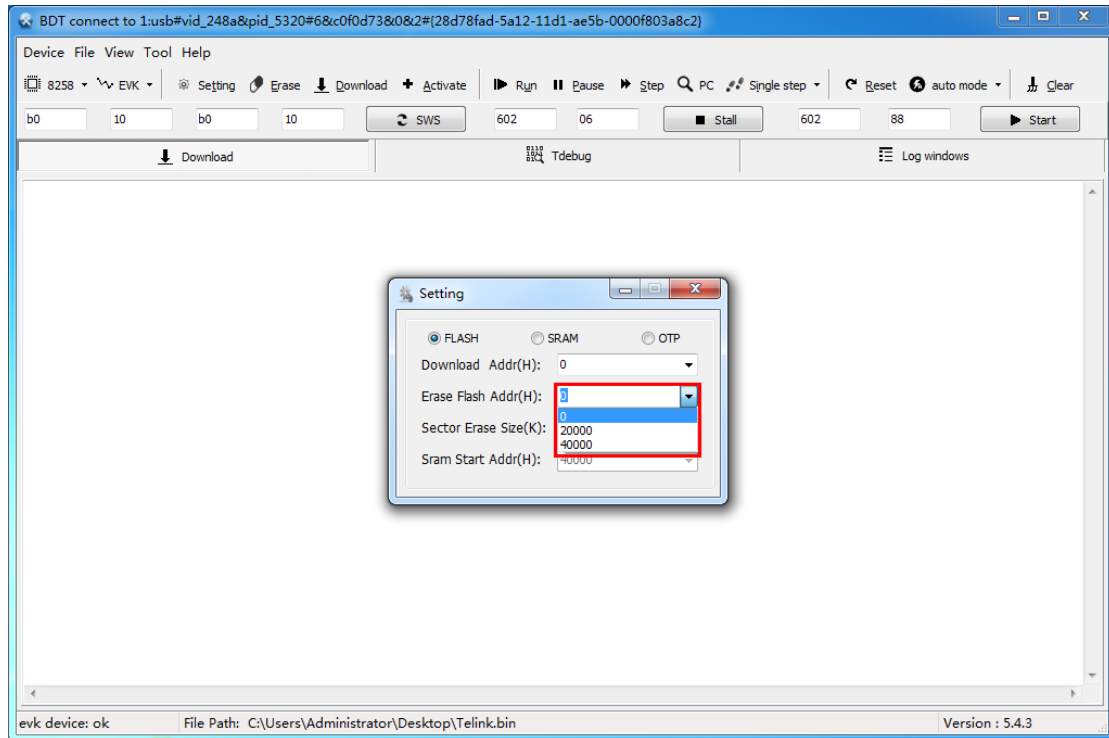 BDT connect to 1:usb#vid_248a&pid_5320#6&c0f0d73&0&2#{28d78fad-5a12-11d1-ae5b-0000f803a8c2}
Device File View Tool Help
8258 EVK Setting Erase Download Activate Run Pause Step PC Single step Reset auto mode Clear
b0 10 b0 10 SWS 602 06 Stall 602 88 Start
Download Tdebug Log windows
Setting
FLASH SRAM OTP
Download Addr(H): 0
Erase Flash Addr(H): 0
0
Sector Erase Size(K): 20000
40000
Sram Start Addr(H): 40000
evk device: ok File Path: C:\Users\Administrator\Desktop\Telink.bin Version : 5.4.3